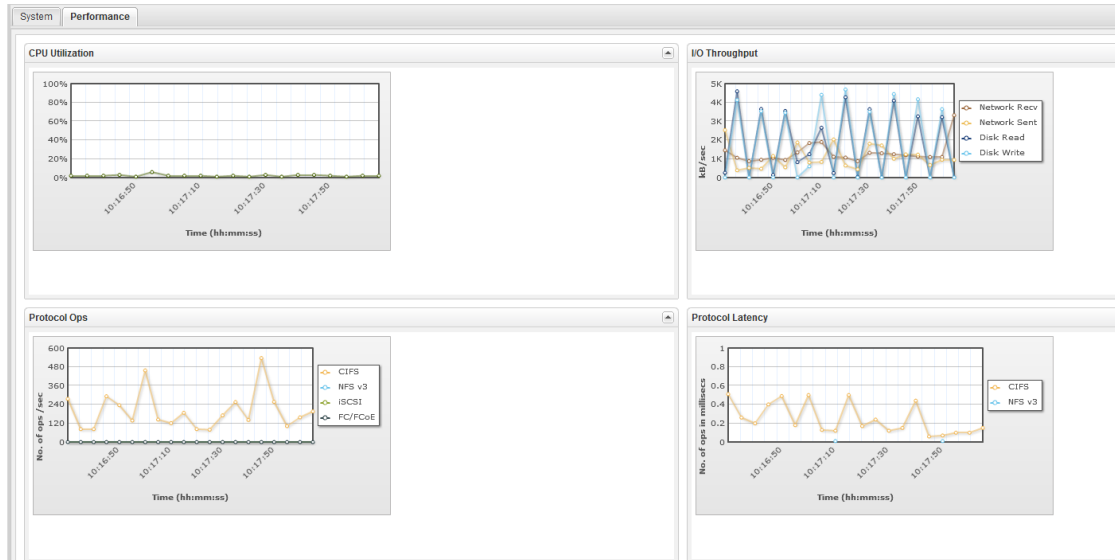 System Performance
CPU Utilization
100%
80%
60%
40%
20%
0%
10:16:50 10:17:10 10:17:30 10:17:50
Time (hh:mm:ss)
I/O Throughput
kB/sec
5K
4K
3K
2K
1K
0
10:16:50 10:17:10 10:17:30 10:17:50
Time (hh:mm:ss)
Network Recv
Network Sent
Disk Read
Disk Write
Protocol Ops
No. of ops /sec
600
480
360
240
120
0
10:16:50 10:17:10 10:17:30 10:17:50
Time (hh:mm:ss)
CIFS
NFS v3
iSCSI
FC/FCoE
Protocol Latency
No. of ops in millisecs
1
0.8
0.6
0.4
0.2
0
10:16:50 10:17:10 10:17:30 10:17:50
Time (hh:mm:ss)
CIFS
NFS v3